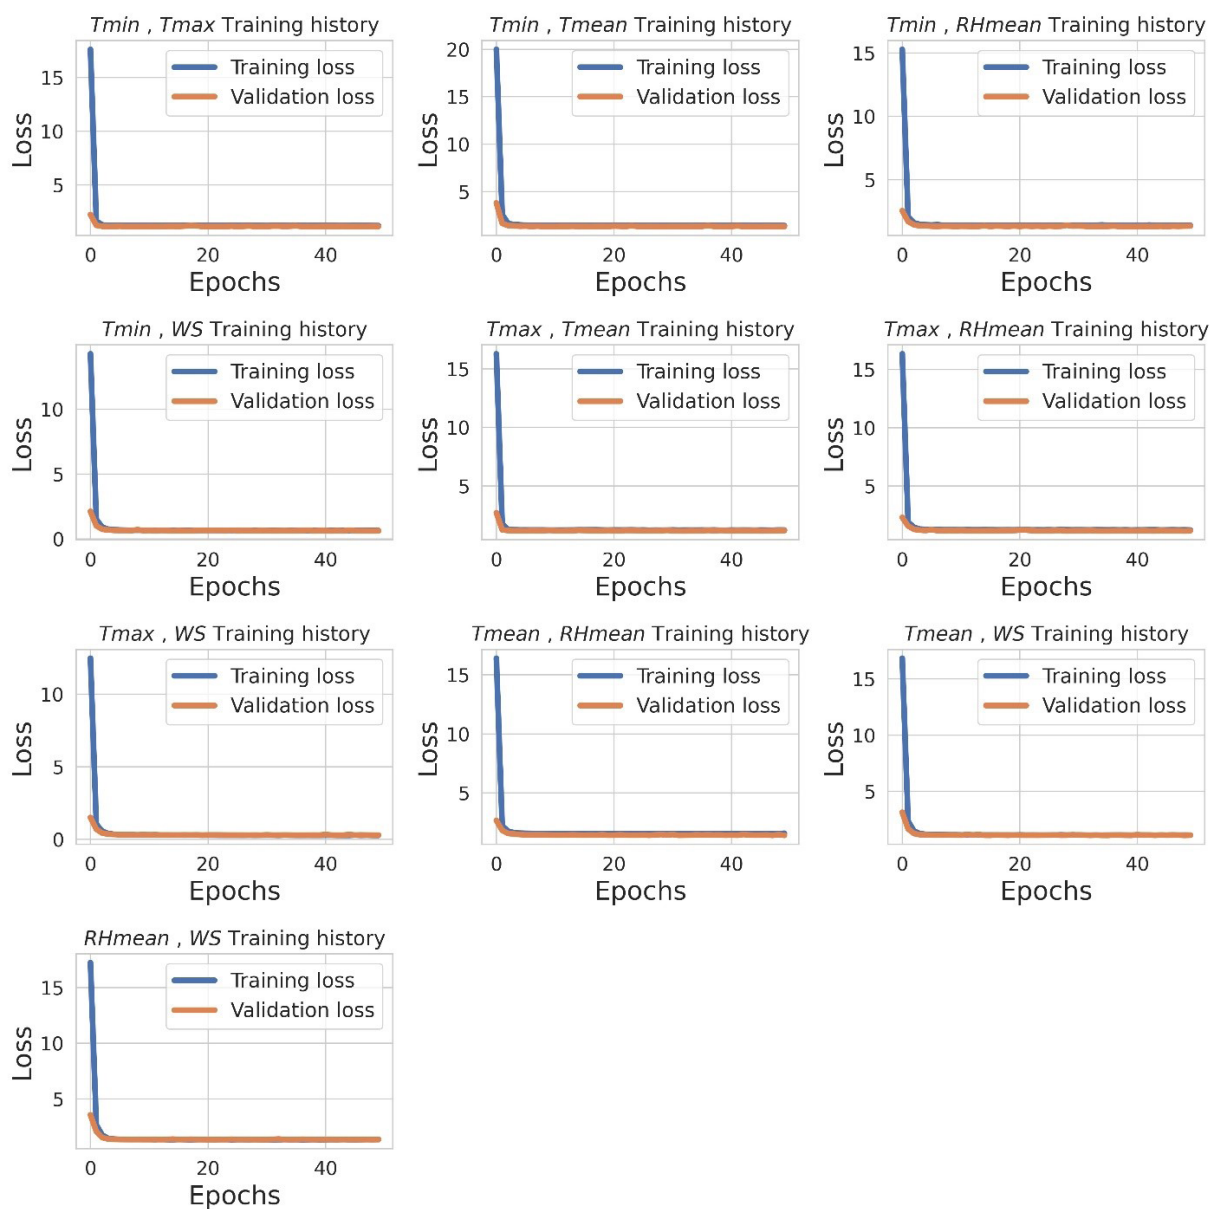 Tmin , Tmax Training history
Training loss
Validation loss
15
10
5
Loss
0 20 40
Epochs
Tmin , Tmean Training history
Training loss
Validation loss
20
15
10
5
Loss
0 20 40
Epochs
Tmin , RHmean Training history
Training loss
Validation loss
15
10
5
Loss
0 20 40
Epochs
Tmin , WS Training history
Training loss
Validation loss
10
5
0
Loss
0 20 40
Epochs
Tmax , Tmean Training history
Training loss
Validation loss
15
10
5
Loss
0 20 40
Epochs
Tmax , RHmean Training history
Training loss
Validation loss
15
10
5
Loss
0 20 40
Epochs
Tmax , WS Training history
Training loss
Validation loss
10
5
0
Loss
0 20 40
Epochs
Tmean , RHmean Training history
Training loss
Validation loss
15
10
5
Loss
0 20 40
Epochs
Tmean , WS Training history
Training loss
Validation loss
15
10
5
Loss
0 20 40
Epochs
RHmean , WS Training history
Training loss
Validation loss
15
10
5
Loss
0 20 40
Epochs